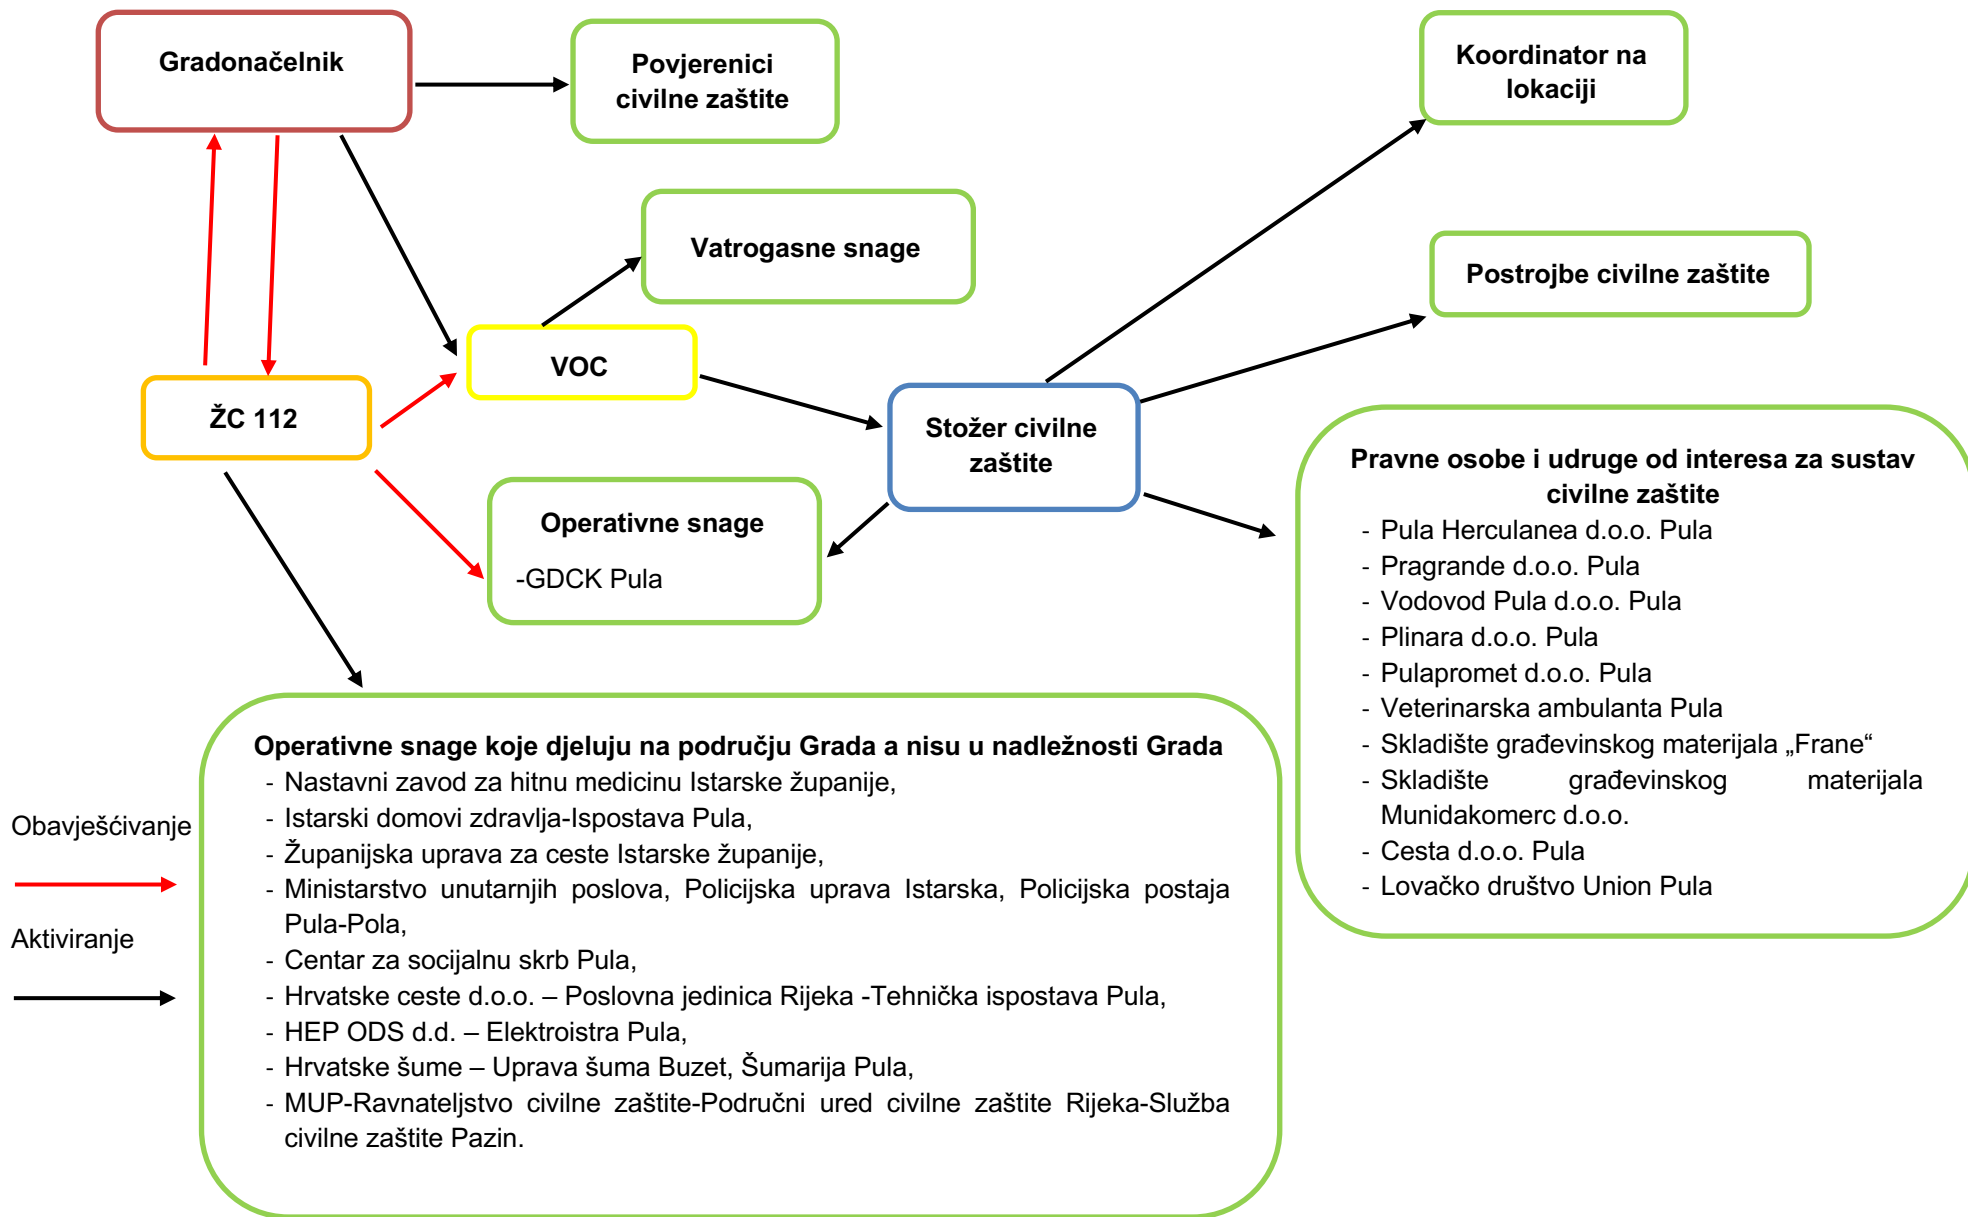 Gradonačelnik
Povjerenici
civilne zaštite
Koordinator na
lokaciji
Vatrogasne snage
Postrojbe civilne zaštite
VOC
ŽC 112
Stožer civilne
zaštite
Operativne snage
-GDCK Pula
Pravne osobe i udruge od interesa za sustav
civilne zaštite
- Pula Herculanea d.o.o. Pula
- Pragrande d.o.o. Pula
- Vodovod Pula d.o.o. Pula
- Plinara d.o.o. Pula
- Pulapromet d.o.o. Pula
- Veterinarska ambulanta Pula
- Skladište građevinskog materijala „Frane“
- Skladište građevinskog materijala
Munidakomerc d.o.o.
- Cesta d.o.o. Pula
- Lovačko društvo Union Pula
Operativne snage koje djeluju na području Grada a nisu u nadležnosti Grada
- Nastavni zavod za hitnu medicinu Istarske županije,
- Istarski domovi zdravlja-Ispostava Pula,
- Županijska uprava za ceste Istarske županije,
- Ministarstvo unutarnjih poslova, Policijska uprava Istarska, Policijska postaja
Pula-Pola,
- Centar za socijalnu skrb Pula,
- Hrvatske ceste d.o.o. – Poslovna jedinica Rijeka -Tehnička ispostava Pula,
- HEP ODS d.d. – Elektroistra Pula,
- Hrvatske šume – Uprava šuma Buzet, Šumarija Pula,
- MUP-Ravnateljstvo civilne zaštite-Područni ured civilne zaštite Rijeka-Služba
civilne zaštite Pazin.
Obavješćivanje
Aktiviranje